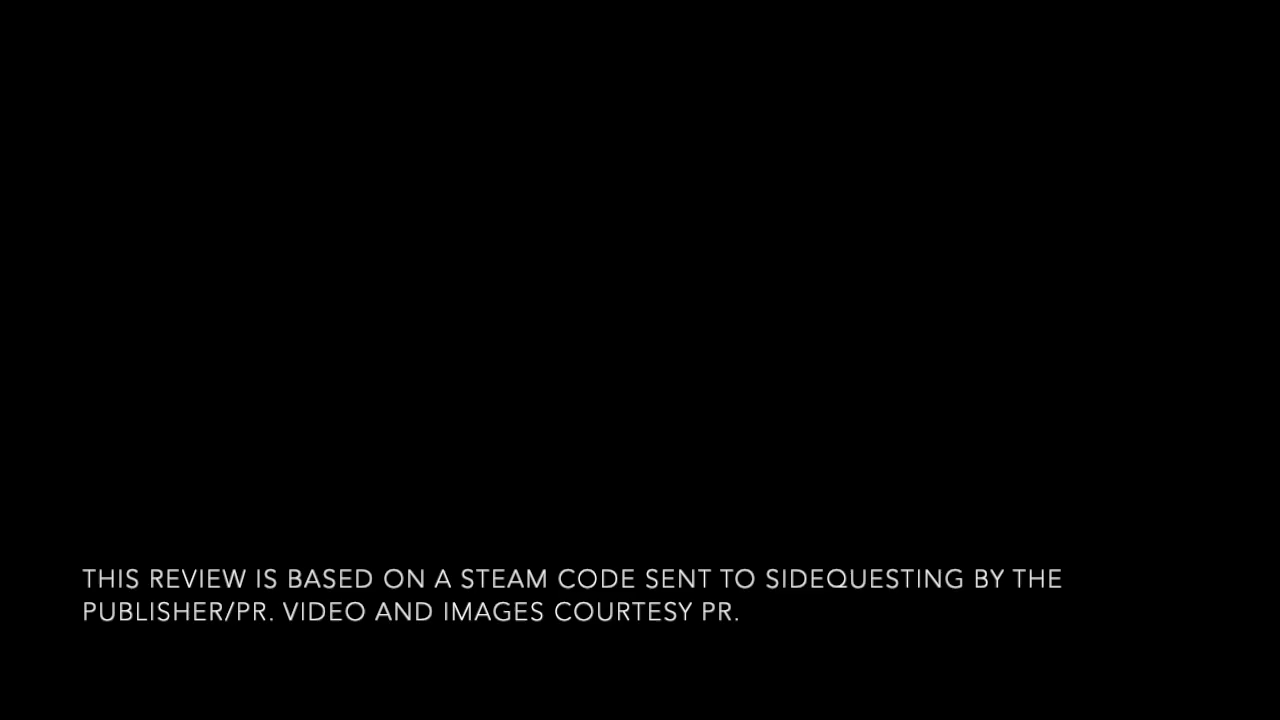 THIS REVIEW IS BASED ON A STEAM CODE SENT TO SIDEQUESTING BY THE
PUBLISHER/PR. VIDEO AND IMAGES COURTESY PR.